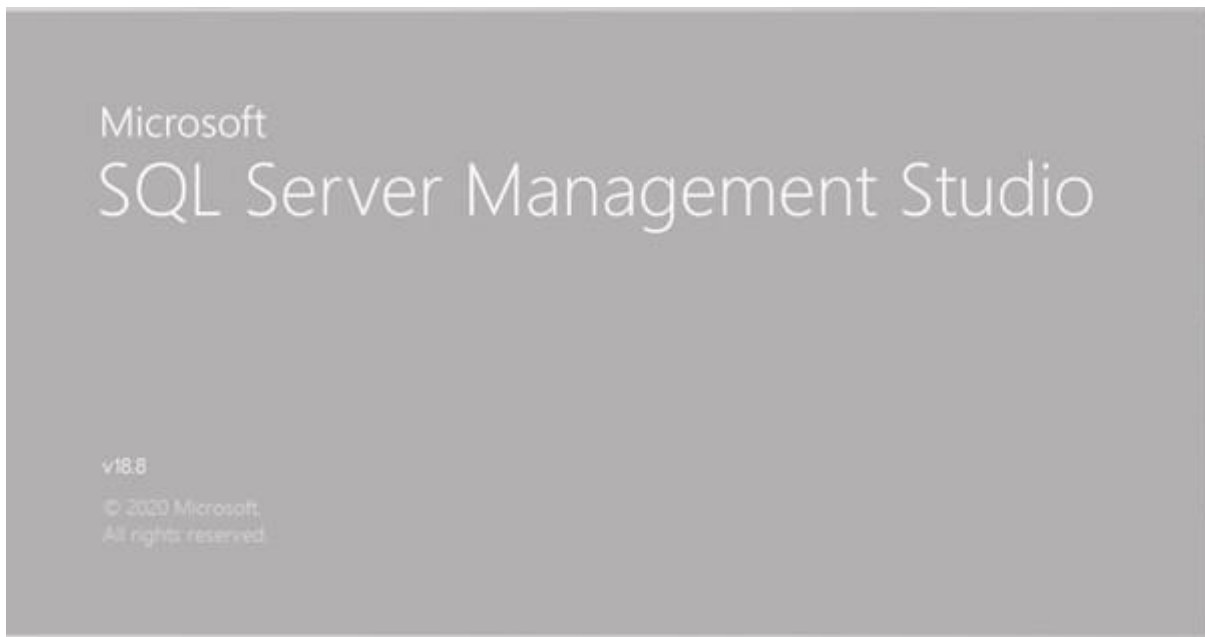 Microsoft
SQL Server Management Studio
v18.8
© 2020 Microsoft.
All rights reserved.